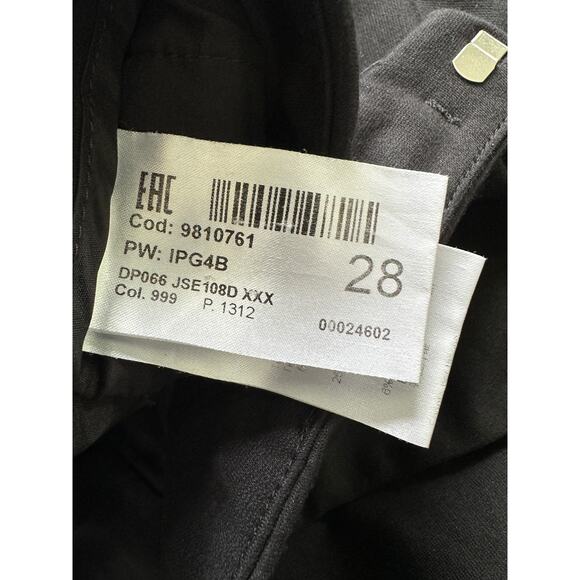 EAC
Cod: 9810761
PW: IPG4B
28
DP066 JSE108D XXX
Col. 999 P. 1312
00024602